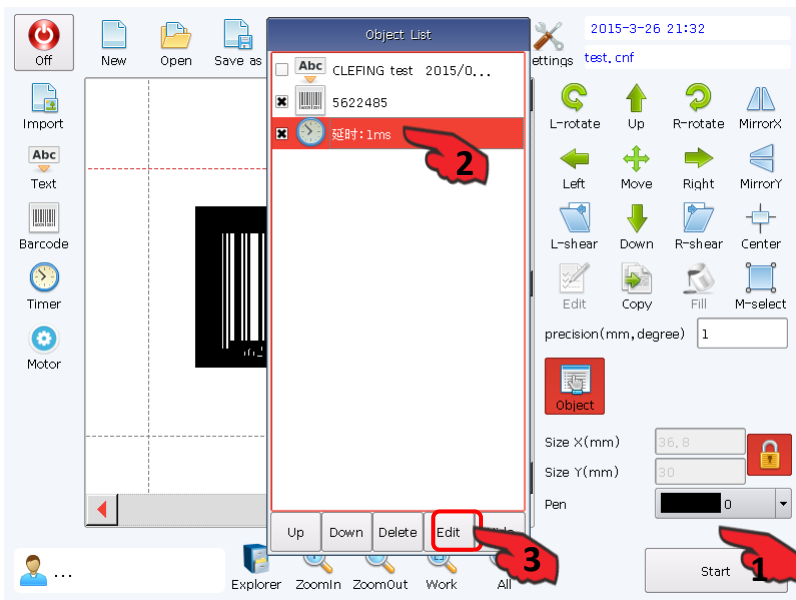 Object List
2015-3-26 21:32
Off
New
Open
Save as
ettings
test.cnf
Abc CLEFING test 2015/0...
5622485
延时:1ms
2
Import
Abc
Text
Barcode
Timer
Motor
L-rotate
Up
R-rotate
MirrorX
Left
Move
Right
MirrorY
L-shear
Down
R-shear
Center
Edit
Copy
Fill
M-select
precision(mm,degree) 1
Object
Size X(mm) 36.8
Size Y(mm) 30
Pen 0
Up
Down
Delete
Edit
3
1
...
Explorer
ZoomIn
ZoomOut
Work
All
Start